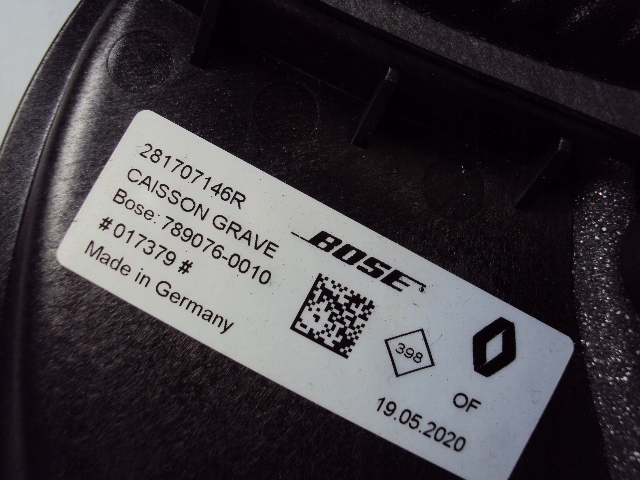 281707146R
CAISSON GRAVE
Bose: 789076-0010
#017379#
Made in Germany
BOSE
398
OF
19.05.2020